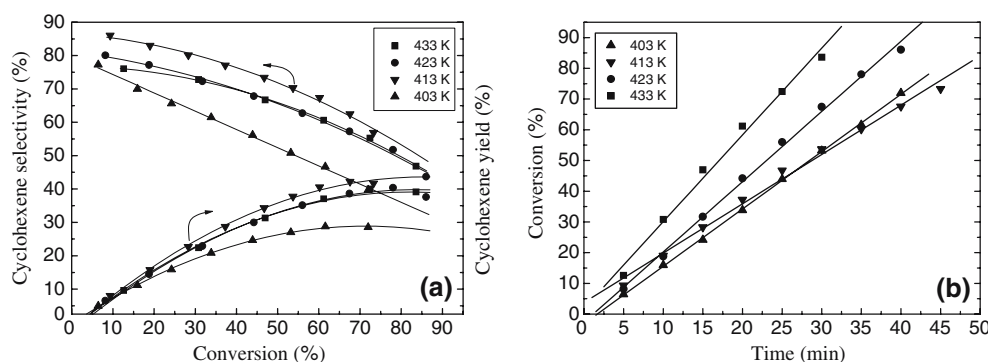 90
80
70
60
50
40
30
20
10
0
Cyclohexene selectivity (%)
433 K
423 K
413 K
403 K
(a)
0 10 20 30 40 50 60 70 80 90
Conversion (%)
Cyclohexene yield (%)
90
80
70
60
50
40
30
20
10
0
Conversion (%)
403 K
413 K
423 K
433 K
(b)
0 5 10 15 20 25 30 35 40 45 50
Time (min)